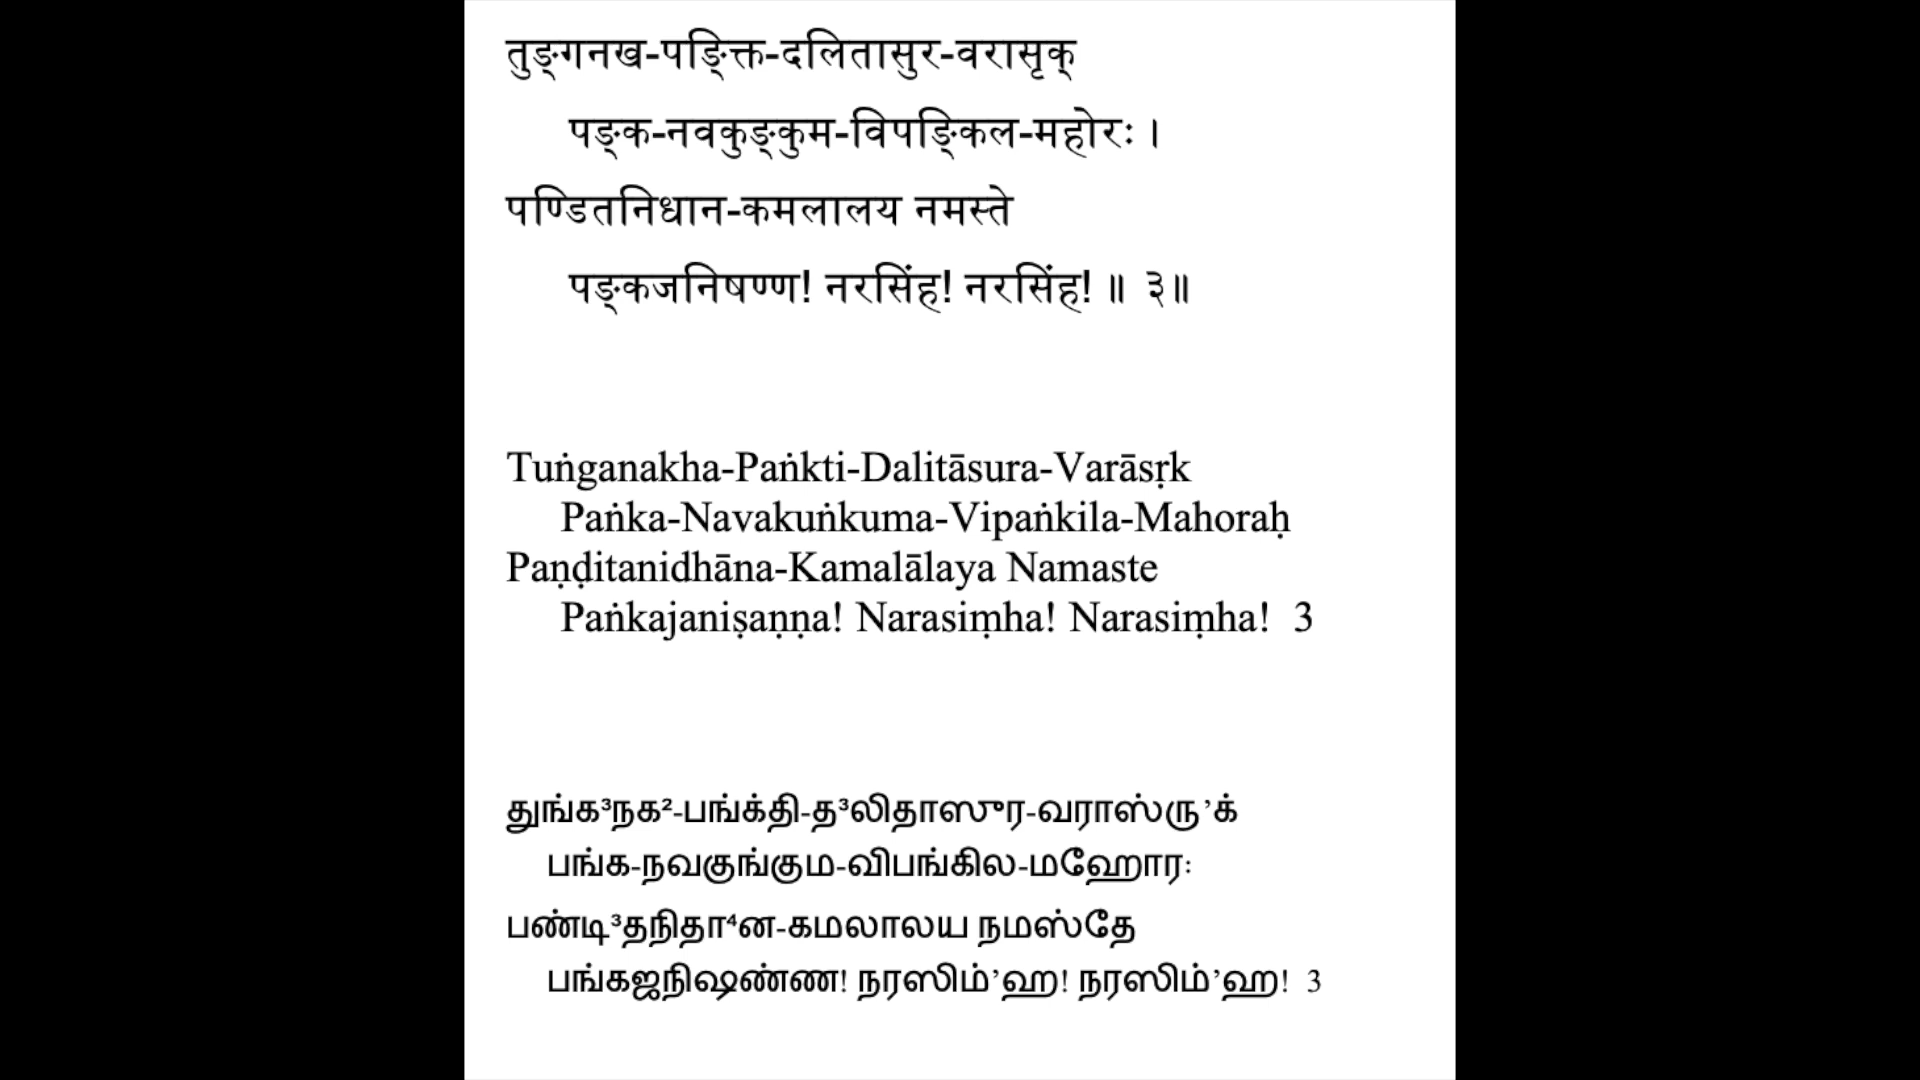 तुङ्गनख-पङ्क्ति-दलितासुर-वरासृक्
पङ्क-नवकुङ्कुम-विपङ्किल-महोरः ।
पण्डितनिधान-कमलालय नमस्ते
पङ्कजनिषण्ण! नरसिंह! नरसिंह! ॥ ३॥
Tuṅganakha-Paṅkti-Dalitāsura-Varāsṛk
Paṅka-Navakuṅkuma-Vipaṅkila-Mahoraḥ
Paṇḍitanidhāna-Kamalālaya Namaste
Paṅkajaniṣaṇṇa! Narasiṃha! Narasiṃha! 3
துங்க³நக²-பங்க்தி-த³லிதாஸுர-வராஸ்ரு’க்
பங்க-நவகுங்கும-விபங்கில-மஹோர꞉
பண்டி³தநிதா⁴ன-கமலாலய நமஸ்தே
பங்கஜநிஷண்ண! நரஸிம்’ஹ! நரஸிம்’ஹ! 3